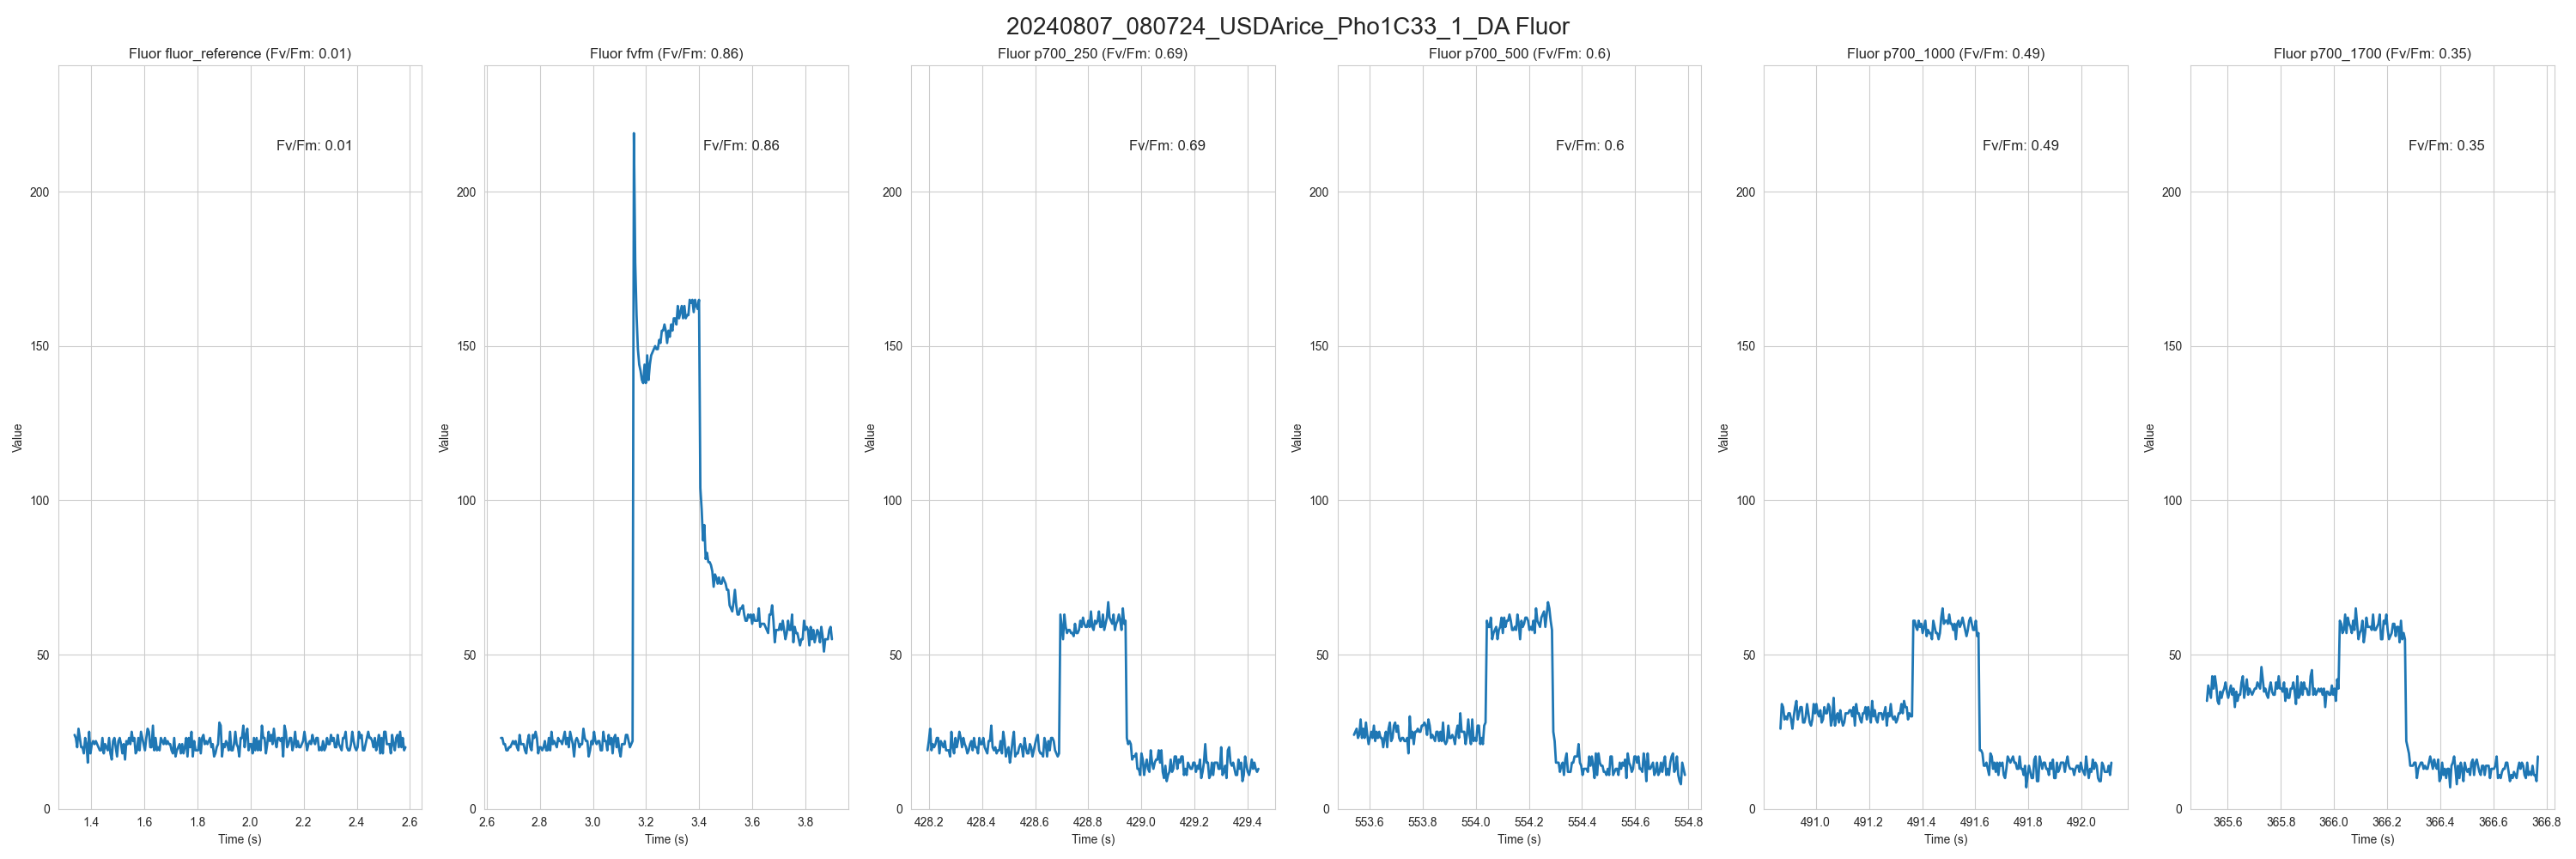 20240807_080724_USDArice_Pho1C33_1_DA Fluor
Fluor fluor_reference (Fv/Fm: 0.01)
Fv/Fm: 0.01
Value
200
150
100
50
0
1.4 1.6 1.8 2.0 2.2 2.4 2.6
Time (s)
Fluor fvfm (Fv/Fm: 0.86)
Fv/Fm: 0.86
Value
200
150
100
50
0
2.6 2.8 3.0 3.2 3.4 3.6 3.8
Time (s)
Fluor p700_250 (Fv/Fm: 0.69)
Fv/Fm: 0.69
Value
200
150
100
50
0
428.2 428.4 428.6 428.8 429.0 429.2 429.4
Time (s)
Fluor p700_500 (Fv/Fm: 0.6)
Fv/Fm: 0.6
Value
200
150
100
50
0
553.6 553.8 554.0 554.2 554.4 554.6 554.8
Time (s)
Fluor p700_1000 (Fv/Fm: 0.49)
Fv/Fm: 0.49
Value
200
150
100
50
0
491.0 491.2 491.4 491.6 491.8 492.0
Time (s)
Fluor p700_1700 (Fv/Fm: 0.35)
Fv/Fm: 0.35
Value
200
150
100
50
0
365.6 365.8 366.0 366.2 366.4 366.6 366.8
Time (s)